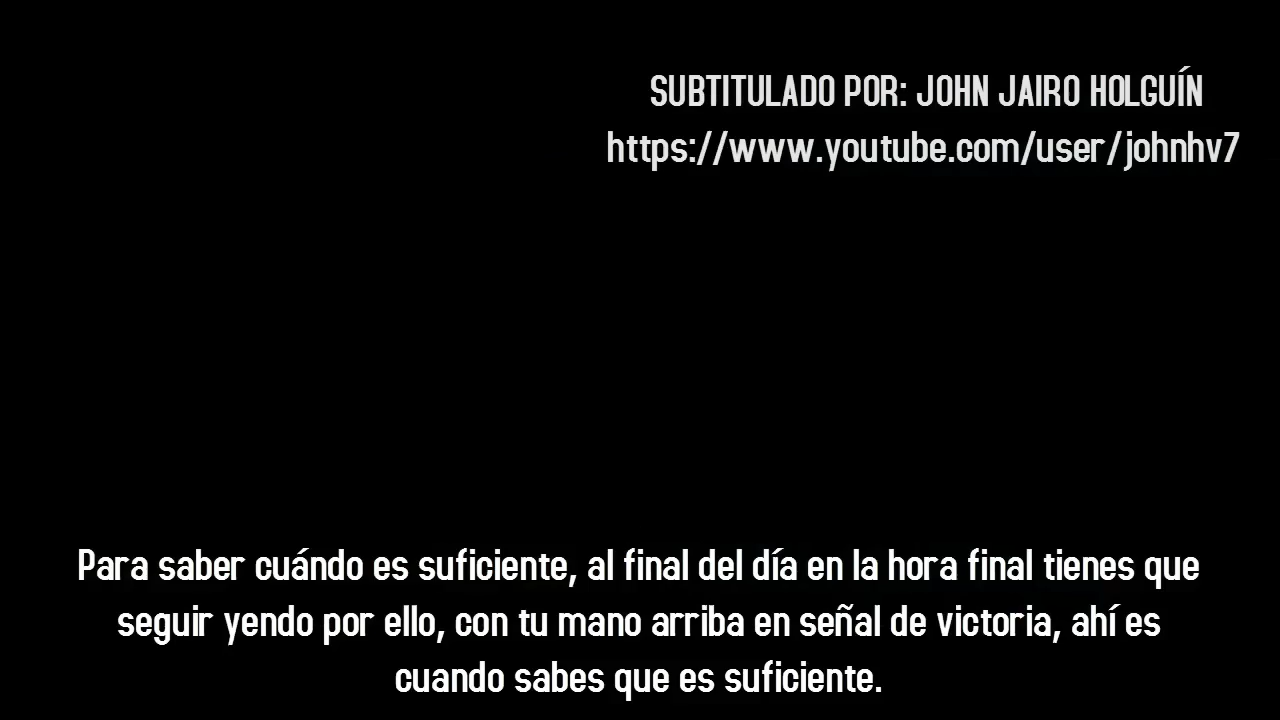 SUBTITULADO POR: JOHN JAIRO HOLGUÍN
https://www.youtube.com/user/johnhv7
Para saber cuándo es suficiente, al final del día en la hora final tienes que
seguir yendo por ello, con tu mano arriba en señal de victoria, ahí es
cuando sabes que es suficiente.